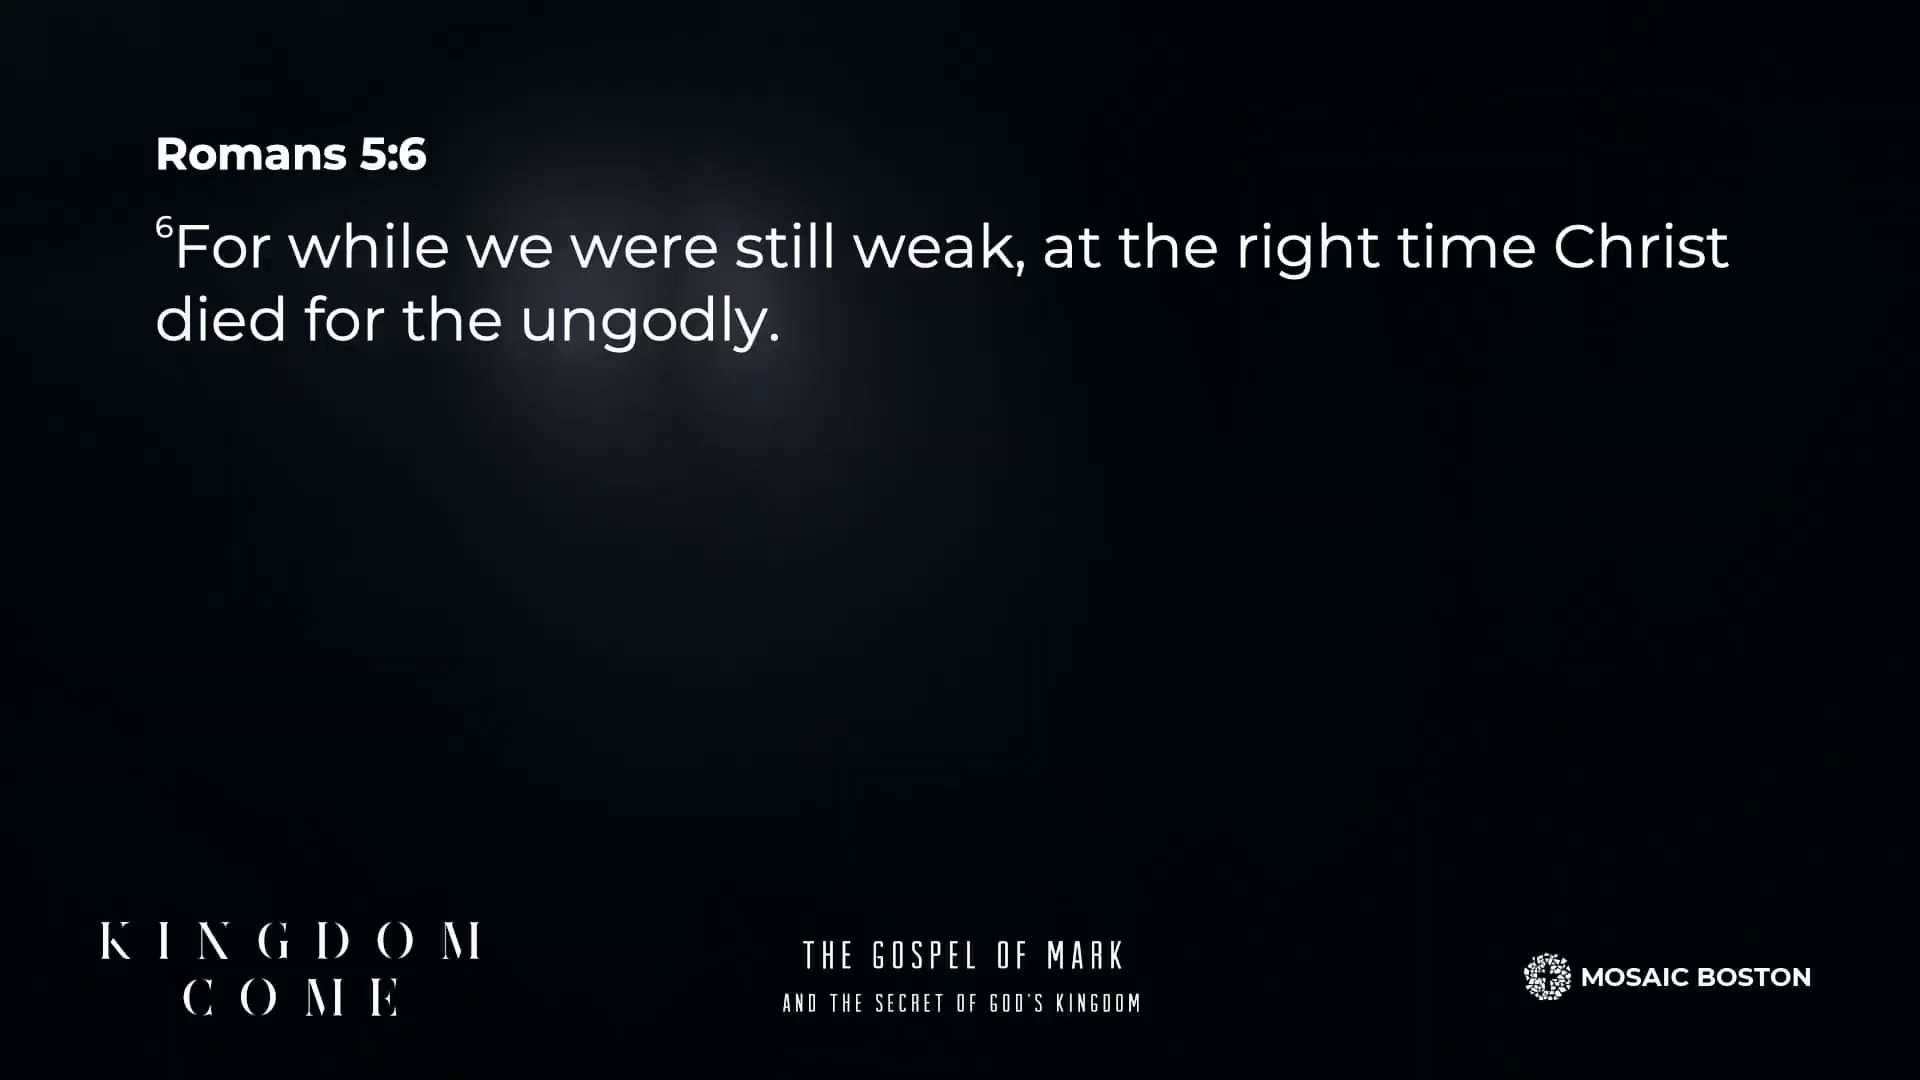 Romans 5:6
6For while we were still weak, at the right time Christ
died for the ungodly.
KINGDOM
COME
THE GOSPEL OF MARK
AND THE SECRET OF GOD'S KINGDOM
MOSAIC BOSTON